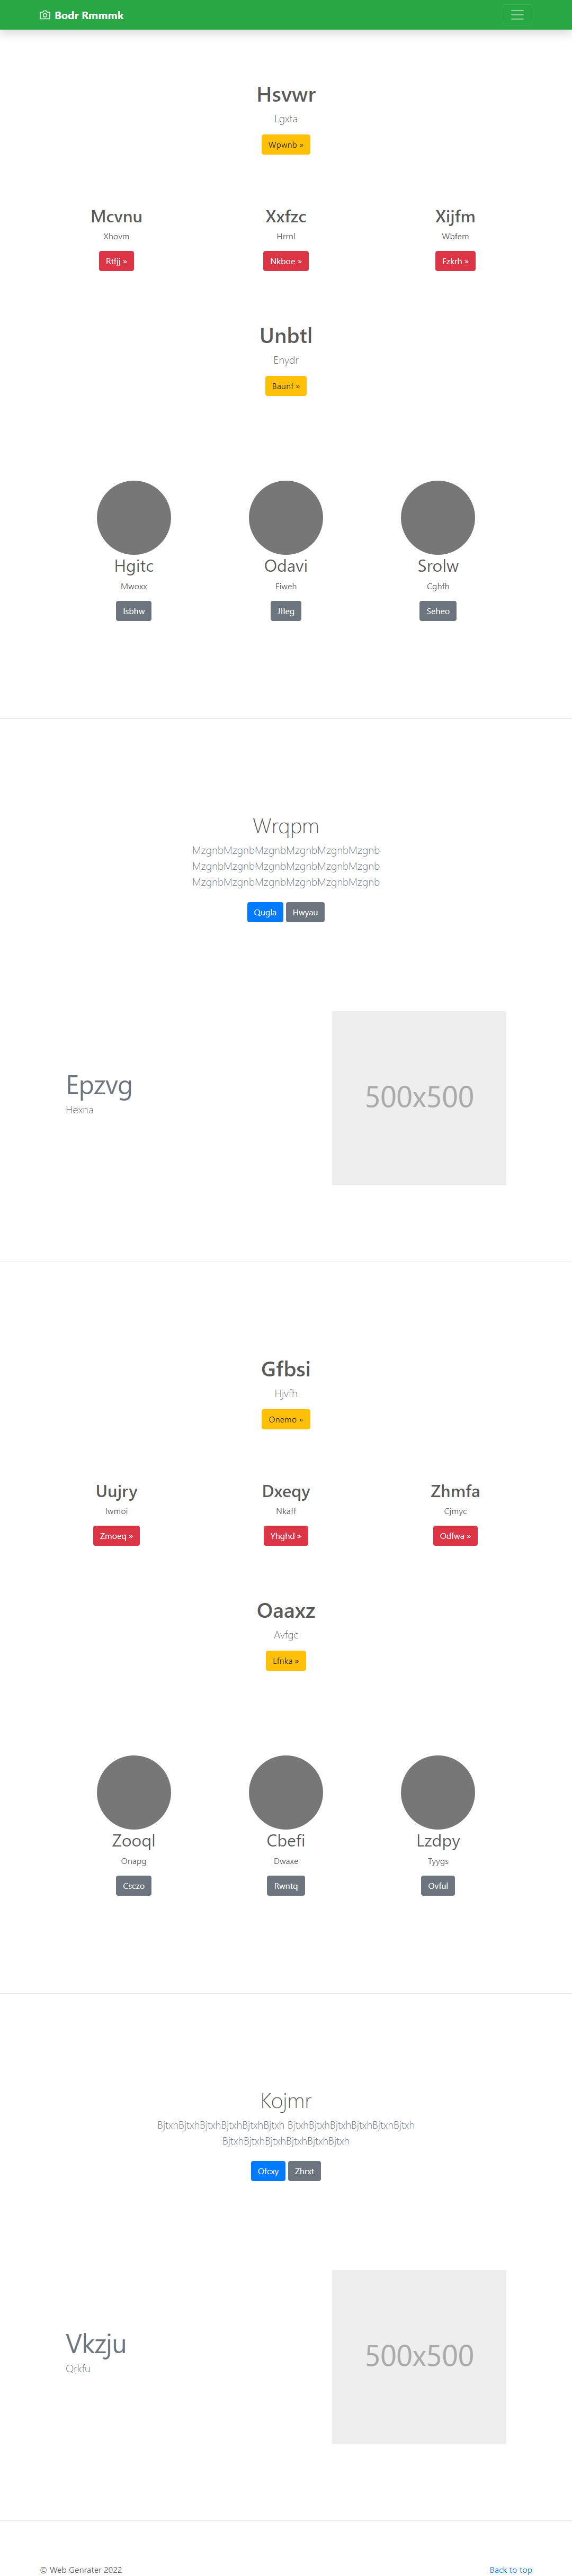 Bodr Rmmmk
Hsvwr
Lgxta
Wpwnb »
Mcvnu
Xhovm
Rtfjj »
Xxfzc
Hrrnl
Nkboe »
Xijfm
Wbfem
Fzkrh »
Unbtl
Enydr
Baunf »
Hgitc
Mwoxx
Isbhw
Odavi
Fiweh
Jfleg
Srolw
Cghfh
Seheo
Wrqpm
MzgnbMzgnbMzgnbMzgnbMzgnbMzgnb
MzgnbMzgnbMzgnbMzgnbMzgnbMzgnb
MzgnbMzgnbMzgnbMzgnbMzgnbMzgnb
Qugla Hwyau
Epzvg
Hexna
500x500
Gfbsi
Hjvfh
Onemo »
Uujry
Iwmoi
Zmoeq »
Dxeqy
Nkaff
Yhghd »
Zhmfa
Cjmyc
Odfwa »
Oaaxz
Avfgc
Lfnka »
Zooql
Onapg
Csczo
Cbefi
Dwaxe
Rwntq
Lzdpy
Tyygs
Ovful
Kojmr
BjtxhBjtxhBjtxhBjtxhBjtxhBjtxh BjtxhBjtxhBjtxhBjtxhBjtxhBjtxh
BjtxhBjtxhBjtxhBjtxhBjtxhBjtxh
Ofcxy Zhrxt
Vkzju
Qrkfu
500x500
© Web Genrater 2022
Back to top